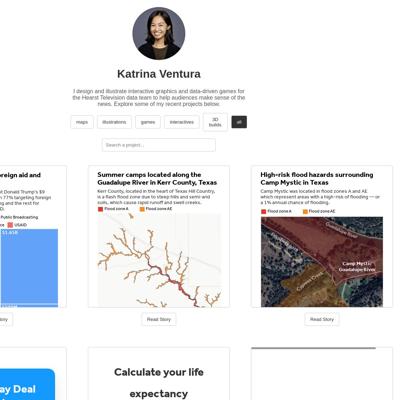 Katrina Ventura
I design and illustrate interactive graphics and data-driven games for
the Hearst Television data team to help audiences make sense of the
news. Explore some of my recent projects below.
maps
illustrations
games
interactives
3D
builds
all
Search a project...
oreign aid and
t Donald Trump's $9
77% targeting foreign
ng and the rest for
Public Broadcasting
USAID
$1.65B
Summer camps located along the
Guadalupe River in Kerr County, Texas
Kerr County, located in the heart of Texas Hill Country,
is a flash flood zone due to steep hills and semi-arid
soils, which cause rapid runoff and swell creeks.
Flood zone A
Flood zone AE
High-risk flood hazards surrounding
Camp Mystic in Texas
Camp Mystic was located in flood zones A and AE
which represent areas with a high-risk of flooding — or
a 1% annual chance of flooding.
Flood zone A
Flood zone AE
Guadalupe River
Camp Mystic
Guadalupe River
Cypress Creek
tory
Read Story
Read Story
ay Deal
Calculate your life
expectancy